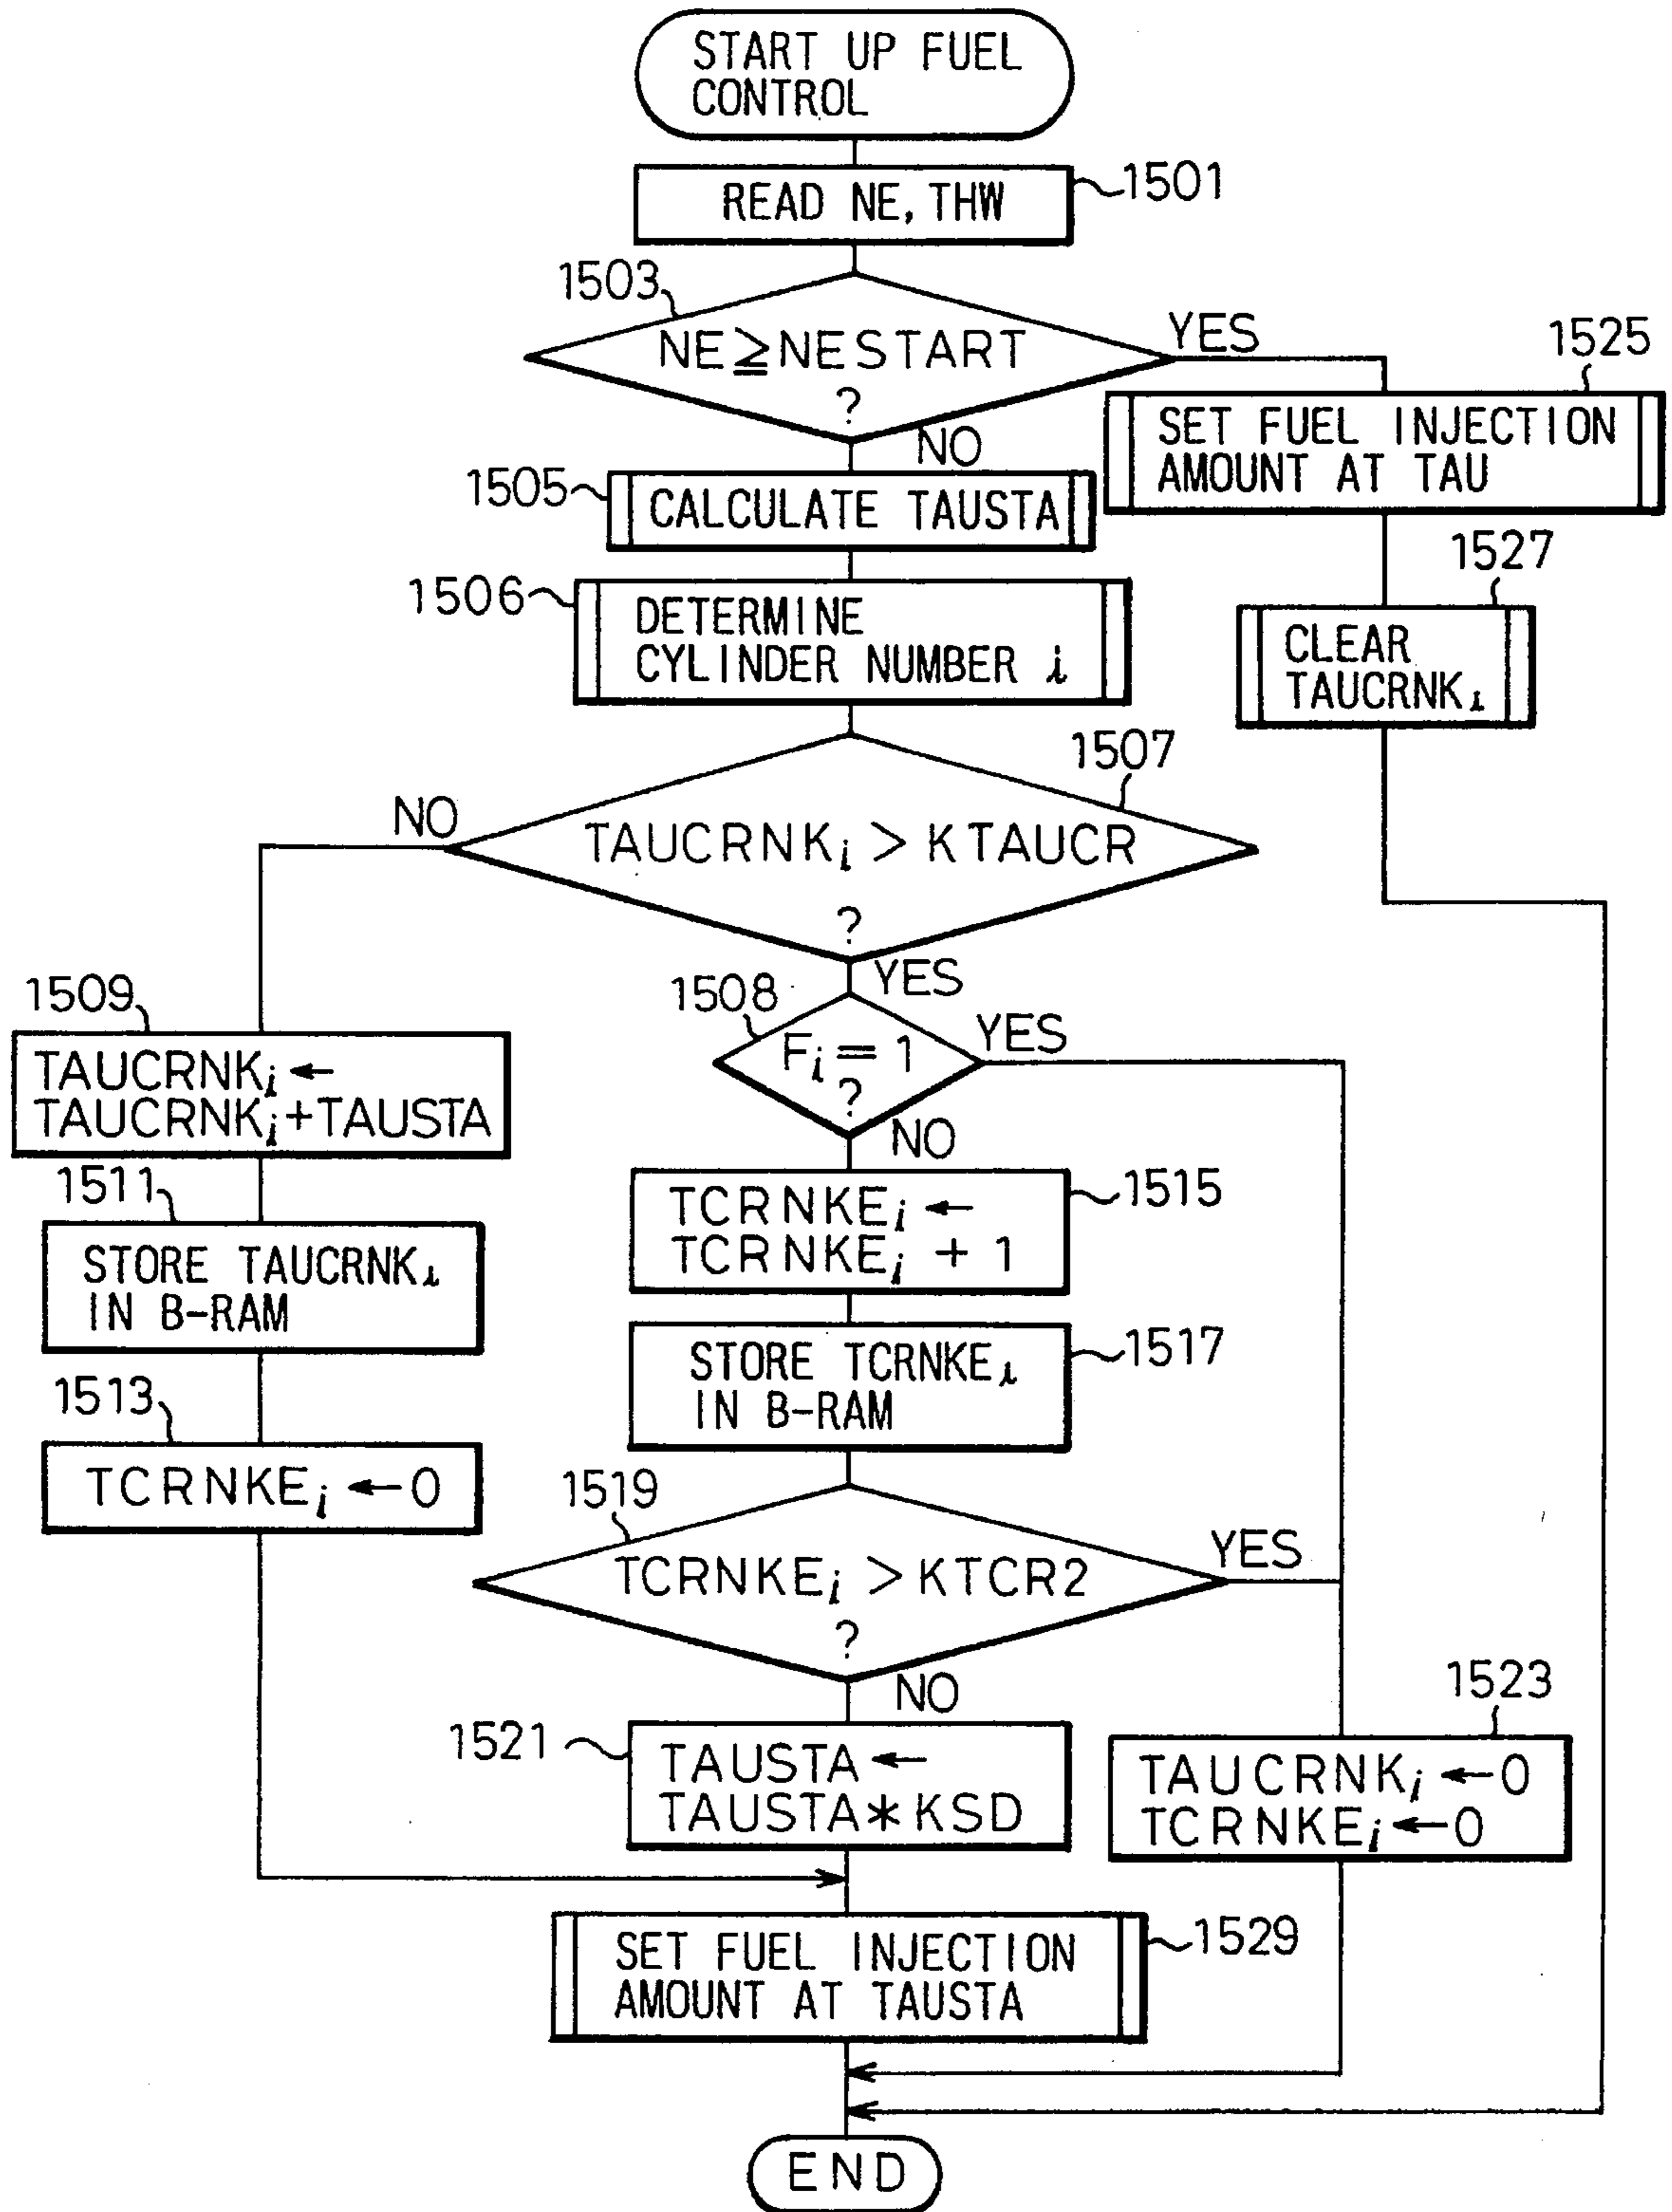 START UP FUEL
CONTROL
READ NE, THW
1501
1503
NE≧NESTART
?
YES
NO
1525
SET FUEL INJECTION
AMOUNT AT TAU
1505
CALCULATE TAUSTA
1527
CLEAR
TAUCRNKi
1506
DETERMINE
CYLINDER NUMBER i
1507
NO
TAUCRNKi > KTAUCR
?
YES
1508
Fi = 1
?
YES
NO
1509
TAUCRNKi ←
TAUCRNKi + TAUSTA
1511
STORE TAUCRNKi
IN B-RAM
1513
TCRNKEi ← 0
1515
TCRNKEi ←
TCRNKEi + 1
1517
STORE TCRNKEi
IN B-RAM
1519
TCRNKEi > KTCR2
?
YES
NO
1521
TAUSTA ←
TAUSTA * KSD
1523
TAUCRNKi ← 0
TCRNKEi ← 0
1529
SET FUEL INJECTION
AMOUNT AT TAUSTA
END